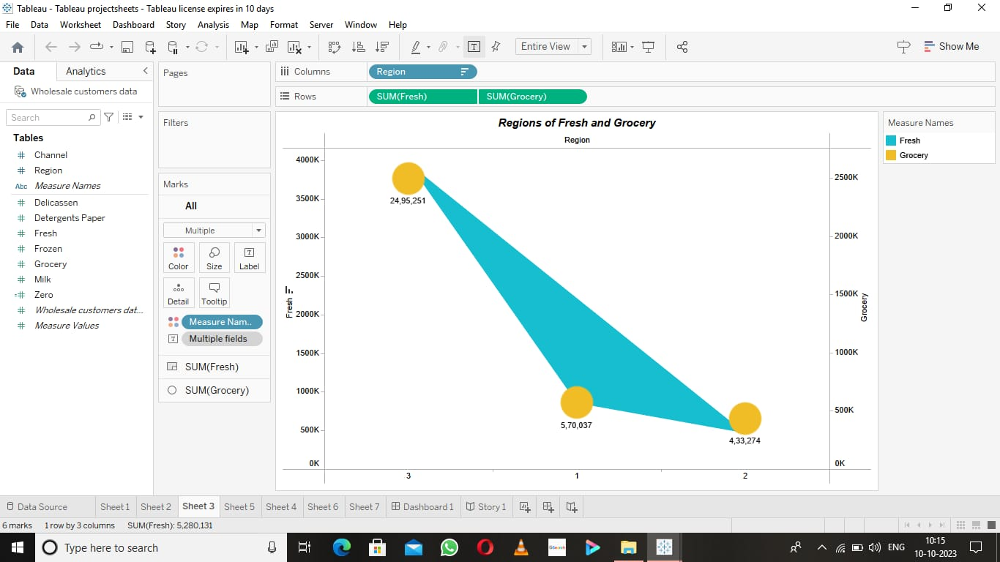 Tableau - Tableau projectsheets - Tableau license expires in 10 days
File Data Worksheet Dashboard Story Analysis Map Format Server Window Help
Entire View
Show Me
Data Analytics
Wholesale customers data
Search
Tables
Channel
Region
Abc Measure Names
Delicassen
Detergents Paper
Fresh
Frozen
Grocery
Milk
Zero
Wholesale customers dat...
Measure Values
Pages
Filters
Marks
All
Multiple
Color Size Label
Detail Tooltip
Measure Nam..
Multiple fields
SUM(Fresh)
SUM(Grocery)
Columns Region
Rows SUM(Fresh) SUM(Grocery)
Regions of Fresh and Grocery
Region
4000K
3500K
3000K
2500K
2000K
1500K
1000K
500K
0K
Fresh
24,95,251
5,70,037
4,33,274
2500K
2000K
1500K
1000K
500K
0K
Grocery
3 1 2
Measure Names
Fresh
Grocery
Data Source Sheet 1 Sheet 2 Sheet 3 Sheet 5 Sheet 4 Sheet 6 Sheet 7 Dashboard 1 Story 1
6 marks 1 row by 3 columns SUM(Fresh): 5,280,131
Type here to search
ENG
10:15
10-10-2023